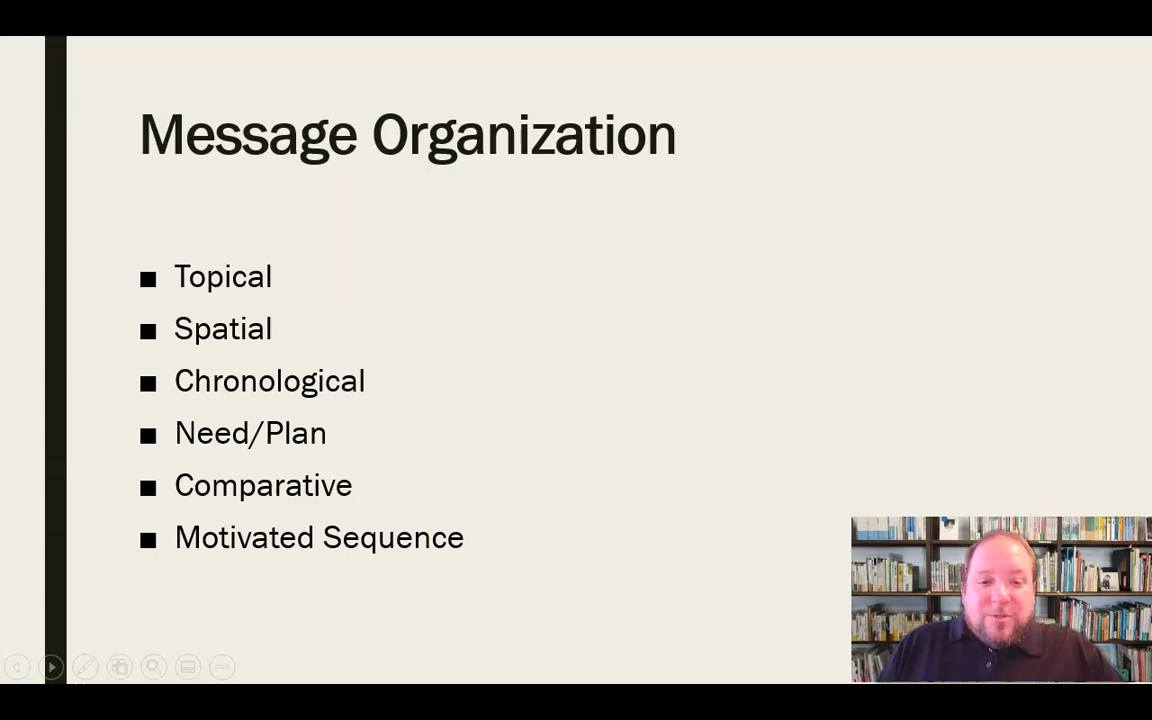 Message Organization
■ Topical
■ Spatial
■ Chronological
■ Need/Plan
■ Comparative
■ Motivated Sequence